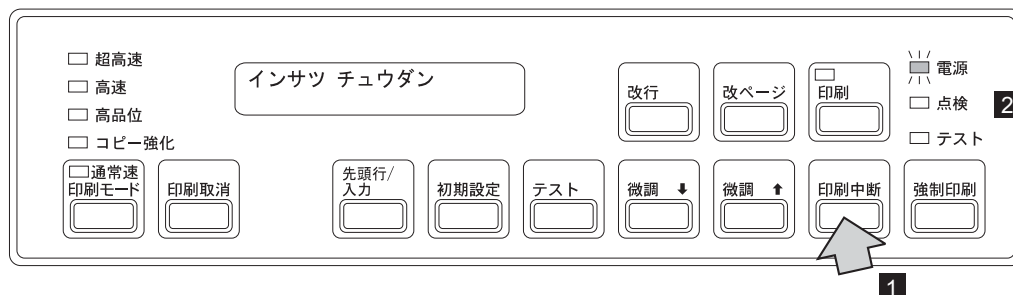 超高速
高速
高品位
コピー強化
通常速
印刷モード
印刷取消
インサツ チュウダン
先頭行/
入力
初期設定
テスト
改行
改ページ
印刷
微調 ⬇
微調 ⬆
印刷中断
強制印刷
電源
点検
テスト
2
1